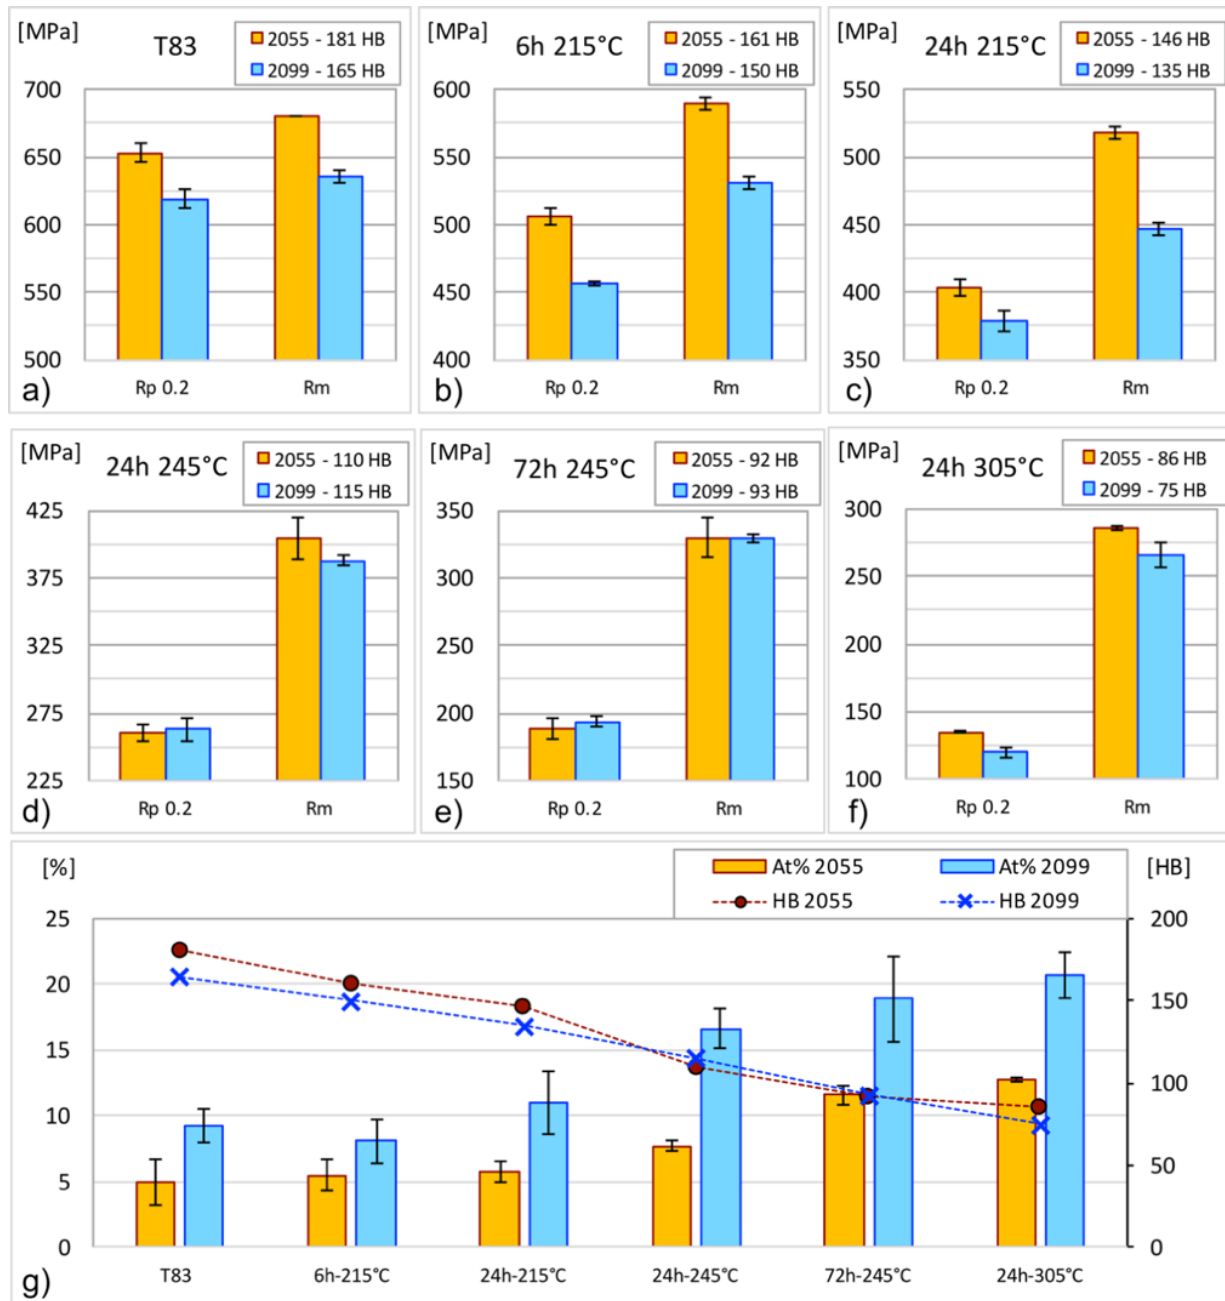 [MPa] T83
2055 - 181 HB
2099 - 165 HB
700
650
600
550
500
Rp 0.2 Rm
a)
[MPa] 6h 215°C
2055 - 161 HB
2099 - 150 HB
600
550
500
450
400
Rp 0.2 Rm
b)
[MPa] 24h 215°C
2055 - 146 HB
2099 - 135 HB
550
500
450
400
350
Rp 0.2 Rm
c)
[MPa] 24h 245°C
2055 - 110 HB
2099 - 115 HB
425
375
325
275
225
Rp 0.2 Rm
d)
[MPa] 72h 245°C
2055 - 92 HB
2099 - 93 HB
350
300
250
200
150
Rp 0.2 Rm
e)
[MPa] 24h 305°C
2055 - 86 HB
2099 - 75 HB
300
250
200
150
100
Rp 0.2 Rm
f)
[%] At% 2055 At% 2099 [HB]
HB 2055 HB 2099
25 200
20
150
15
100
10
5 50
0 0
T83 6h-215°C 24h-215°C 24h-245°C 72h-245°C 24h-305°C
g)